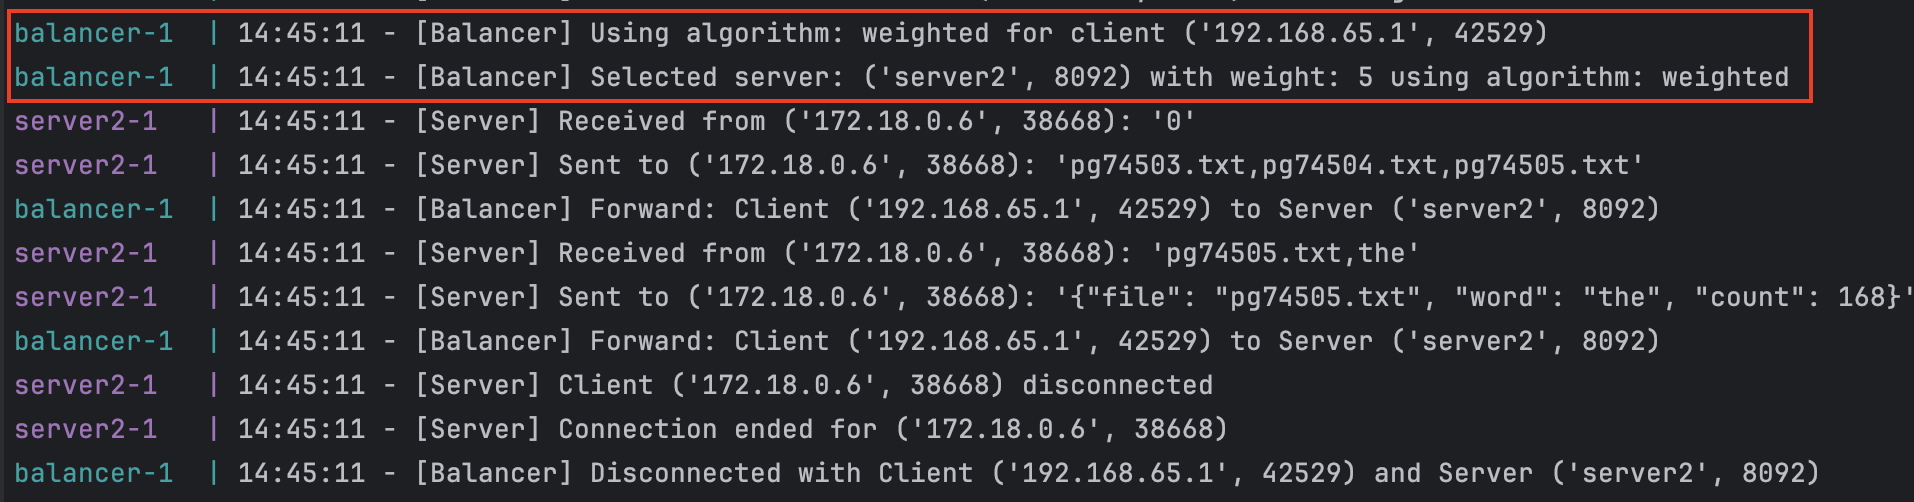 balancer-1  | 14:45:11 - [Balancer] Using algorithm: weighted for client ('192.168.65.1', 42529)
balancer-1  | 14:45:11 - [Balancer] Selected server: ('server2', 8092) with weight: 5 using algorithm: weighted
server2-1   | 14:45:11 - [Server] Received from ('172.18.0.6', 38668): '0'
server2-1   | 14:45:11 - [Server] Sent to ('172.18.0.6', 38668): 'pg74503.txt,pg74504.txt,pg74505.txt'
balancer-1  | 14:45:11 - [Balancer] Forward: Client ('192.168.65.1', 42529) to Server ('server2', 8092)
server2-1   | 14:45:11 - [Server] Received from ('172.18.0.6', 38668): 'pg74505.txt,the'
server2-1   | 14:45:11 - [Server] Sent to ('172.18.0.6', 38668): '{"file": "pg74505.txt", "word": "the", "count": 168}'
balancer-1  | 14:45:11 - [Balancer] Forward: Client ('192.168.65.1', 42529) to Server ('server2', 8092)
server2-1   | 14:45:11 - [Server] Client ('172.18.0.6', 38668) disconnected
server2-1   | 14:45:11 - [Server] Connection ended for ('172.18.0.6', 38668)
balancer-1  | 14:45:11 - [Balancer] Disconnected with Client ('192.168.65.1', 42529) and Server ('server2', 8092)